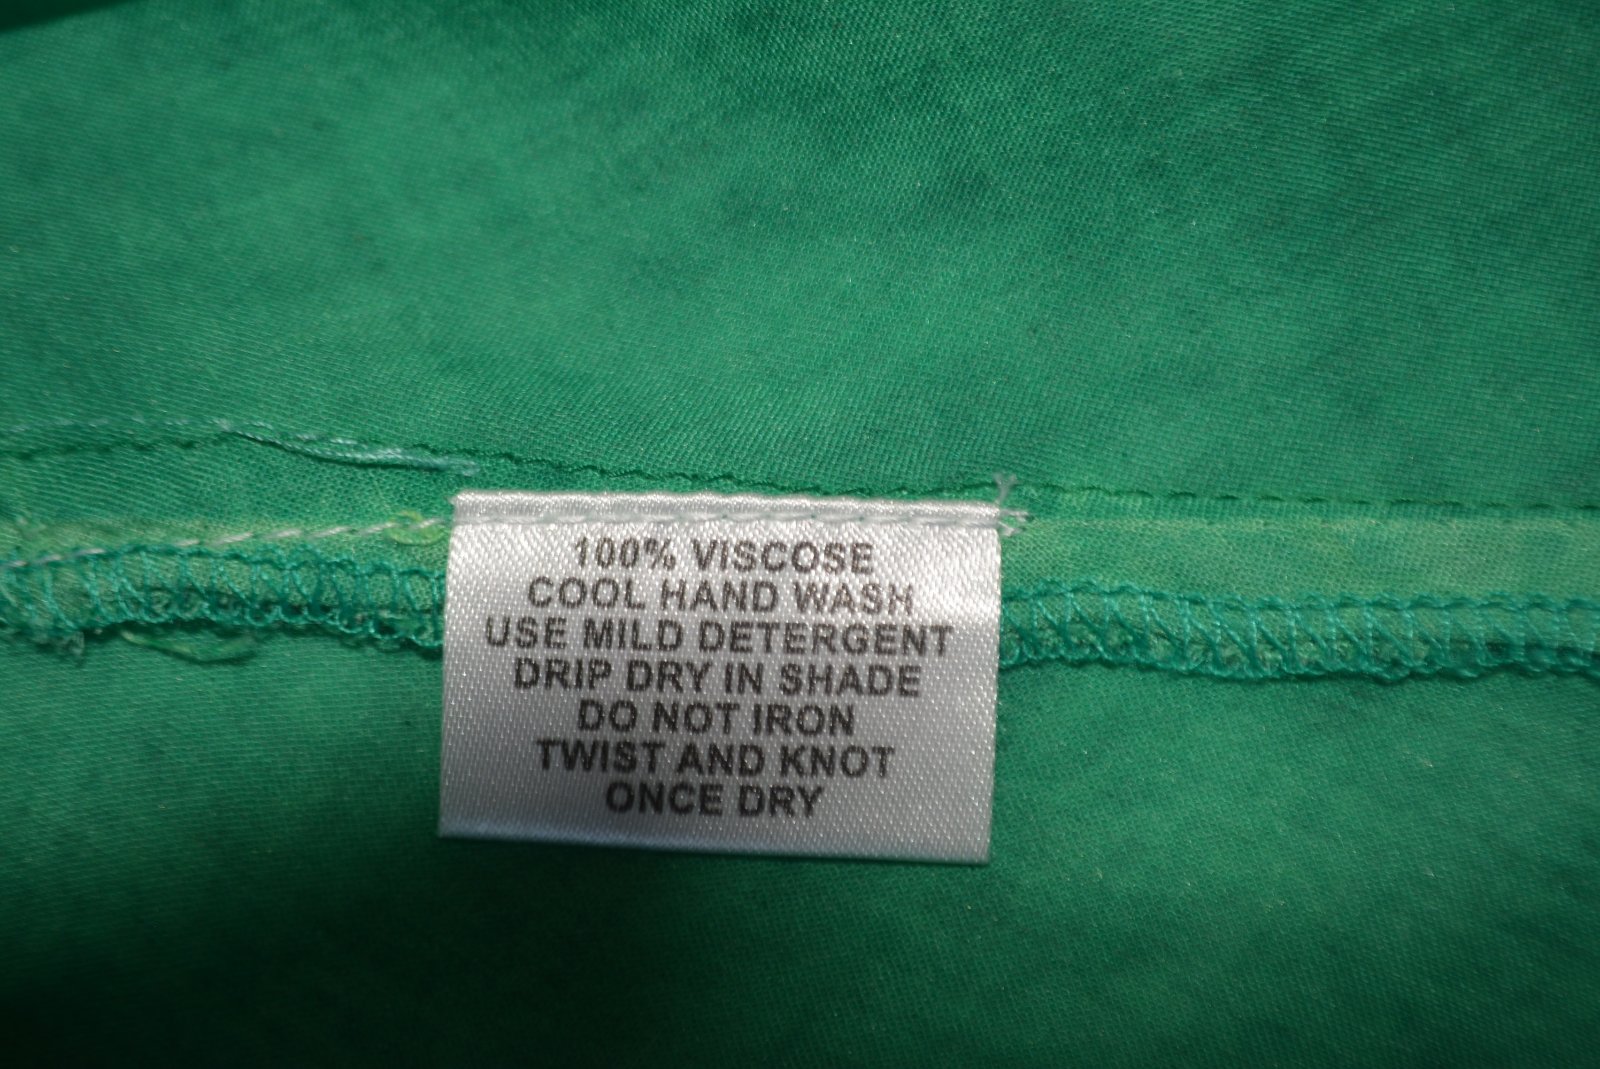 100% VISCOSE
COOL HAND WASH
USE MILD DETERGENT
DRIP DRY IN SHADE
DO NOT IRON
TWIST AND KNOT
ONCE DRY